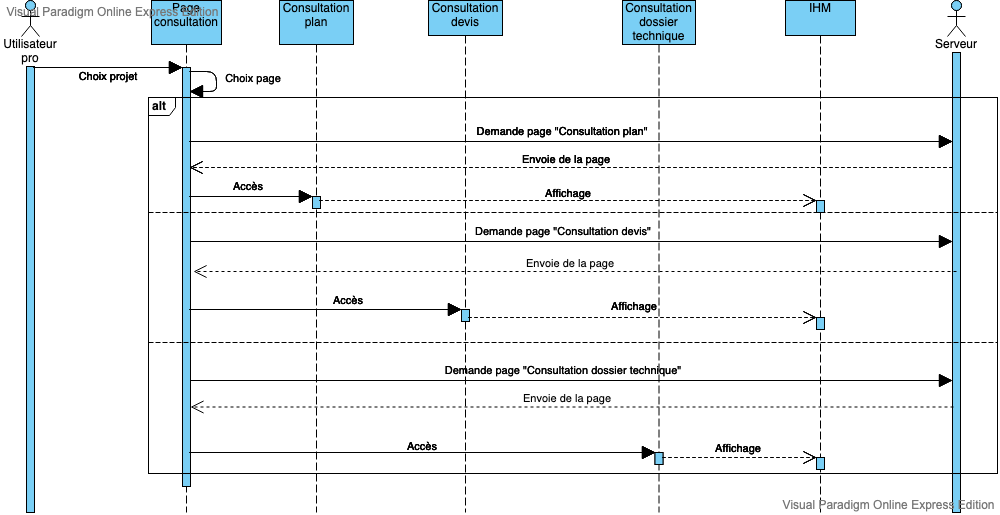 Visual Paradigm Online Express Edition
Page
consultation
Consultation
plan
Consultation
devis
Consultation
dossier
technique
IHM
Utilisateur
pro
Serveur
Choix projet
Choix page
alt
Demande page "Consultation plan"
Envoie de la page
Accès
Affichage
Demande page "Consultation devis"
Envoie de la page
Accès
Affichage
Demande page "Consultation dossier technique"
Envoie de la page
Accès
Affichage
Visual Paradigm Online Express Edition